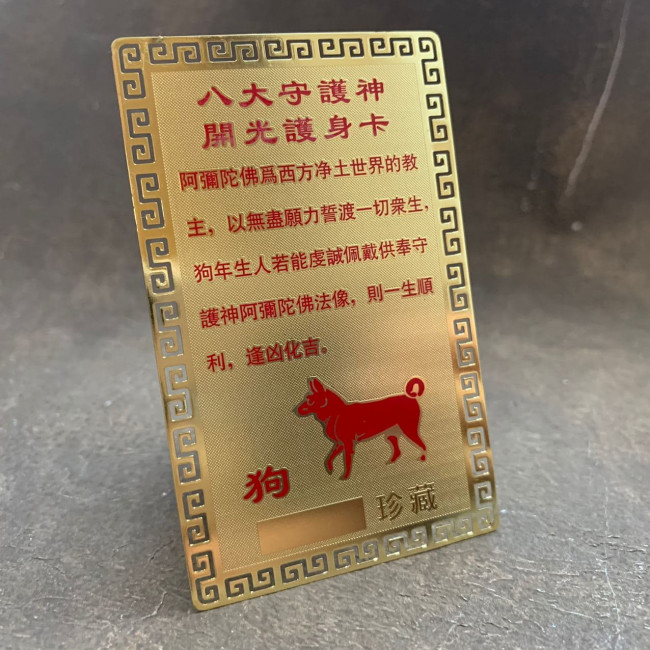 八大守護神
開光護身卡
阿彌陀佛爲西方净土世界的教
主，以無盡願力誓渡一切衆生，
狗年生人若能虔誠佩戴供奉守
護神阿彌陀佛法像，則一生順
利，逢凶化吉。
狗
珍藏